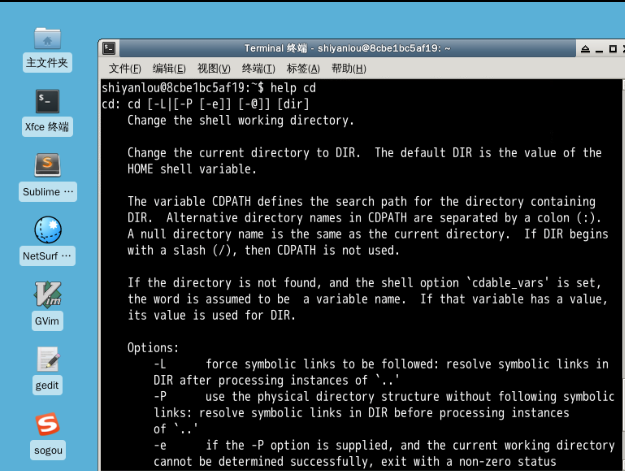 主文件夹
Xfce 终端
Sublime ···
NetSurf ···
GVim
gedit
sogou
Terminal 终端 - shiyanlou@8cbe1bc5af19: ~
文件(F) 编辑(E) 视图(V) 终端(T) 标签(A) 帮助(H)
shiyanlou@8cbe1bc5af19:~$ help cd
cd: cd [-L|[-P [-e]] [-@]] [dir]
Change the shell working directory.
Change the current directory to DIR.  The default DIR is the value of the
HOME shell variable.
The variable CDPATH defines the search path for the directory containing
DIR.  Alternative directory names in CDPATH are separated by a colon (:).
A null directory name is the same as the current directory.  If DIR begins
with a slash (/), then CDPATH is not used.
If the directory is not found, and the shell option `cdable_vars' is set,
the word is assumed to be  a variable name.  If that variable has a value,
its value is used for DIR.
Options:
-L      force symbolic links to be followed: resolve symbolic links in
DIR after processing instances of `..'
-P      use the physical directory structure without following symbolic
links: resolve symbolic links in DIR before processing instances
of `..'
-e      if the -P option is supplied, and the current working directory
cannot be determined successfully, exit with a non-zero status